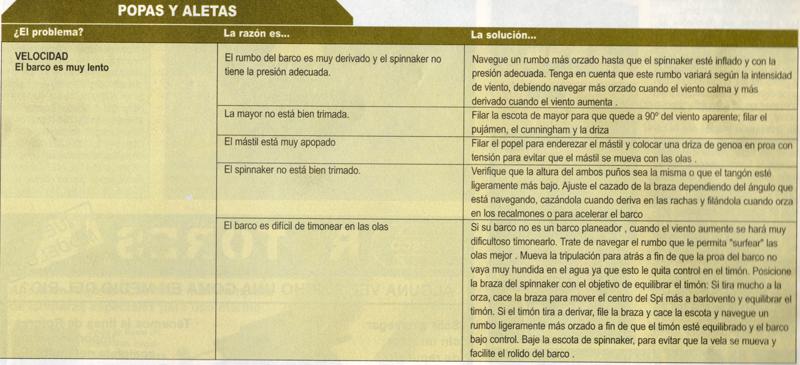 POPAS Y ALETAS
¿El problema?
La razón es...
La solución...
VELOCIDAD
El barco es muy lento
El rumbo del barco es muy derivado y el spinnaker no
tiene la presión adecuada.
Navegue un rumbo más orzado hasta que el spinnaker esté inflado y con la
presión adecuada. Tenga en cuenta que este rumbo variará según la intensidad
de viento, debiendo navegar más orzado cuando el viento calma y más
derivado cuando el viento aumenta .
La mayor no está bien trimada.
Filar la escota de mayor para que quede a 90º del viento aparente; filar el
pujámen, el cunningham y la driza
El mástil está muy apopado
Filar el popel para enderezar el mástil y colocar una driza de genoa en proa con
tensión para evitar que el mástil se mueva con las olas .
El spinnaker no está bien trimado.
Verifique que la altura del ambos puños sea la misma o que el tangón esté
ligeramente más bajo. Ajuste el cazado de la braza dependiendo del ángulo que
está navegando, cazándola cuando deriva en las rachas y filándola cuando orza
en los recalmones o para acelerar el barco
El barco es difícil de timonear en las olas
Si su barco no es un barco planeador , cuando el viento aumente se hará muy
dificultoso timonearlo. Trate de navegar el rumbo que le permita "surfear" las
olas mejor . Mueva la tripulación para atrás a fin de que la proa del barco no
vaya muy hundida en el agua ya que esto le quita control en el timón. Posicione
la braza del spinnaker con el objetivo de equilibrar el timón: Si tira mucho a la
orza, cace la braza para mover el centro del Spi más a barlovento y equilibrar el
timón. Si el timón tira a derivar, file la braza y cace la escota y navegue un
rumbo ligeramente más orzado a fin de que el timón esté equilibrado y el barco
bajo control. Baje la escota de spinnaker, para evitar que la vela se mueva y
facilite el rolido del barco .